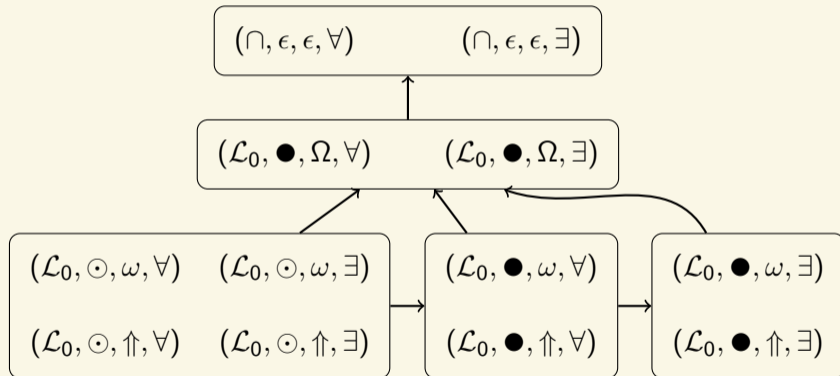 (∩, ϵ, ϵ, ∀) (∩, ϵ, ϵ, ∃)
(ℒ₀, ●, Ω, ∀) (ℒ₀, ●, Ω, ∃)
(ℒ₀, ⊙, ω, ∀) (ℒ₀, ⊙, ω, ∃) (ℒ₀, ●, ω, ∀) (ℒ₀, ●, ω, ∃)
(ℒ₀, ⊙, ⇑, ∀) (ℒ₀, ⊙, ⇑, ∃) (ℒ₀, ●, ⇑, ∀) (ℒ₀, ●, ⇑, ∃)